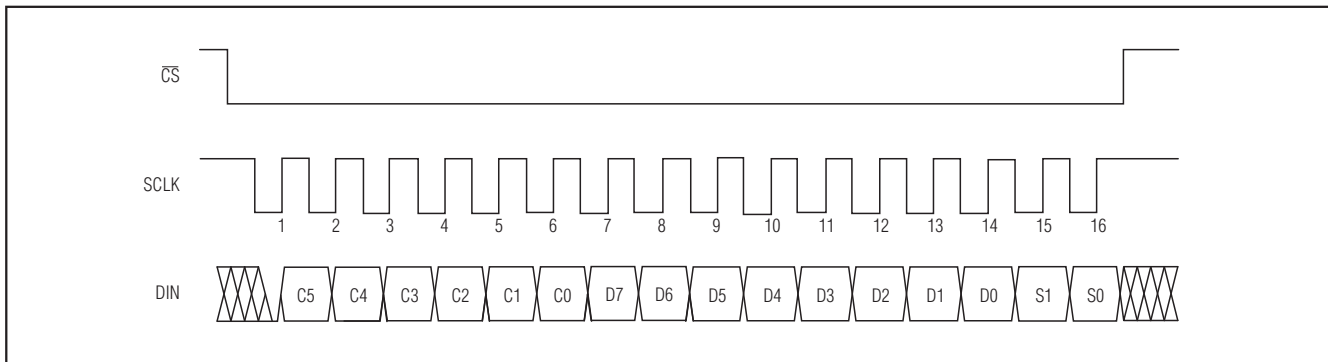 CS
SCLK
1 2 3 4 5 6 7 8 9 10 11 12 13 14 15 16
DIN
C5 C4 C3 C2 C1 C0 D7 D6 D5 D4 D3 D2 D1 D0 S1 S0